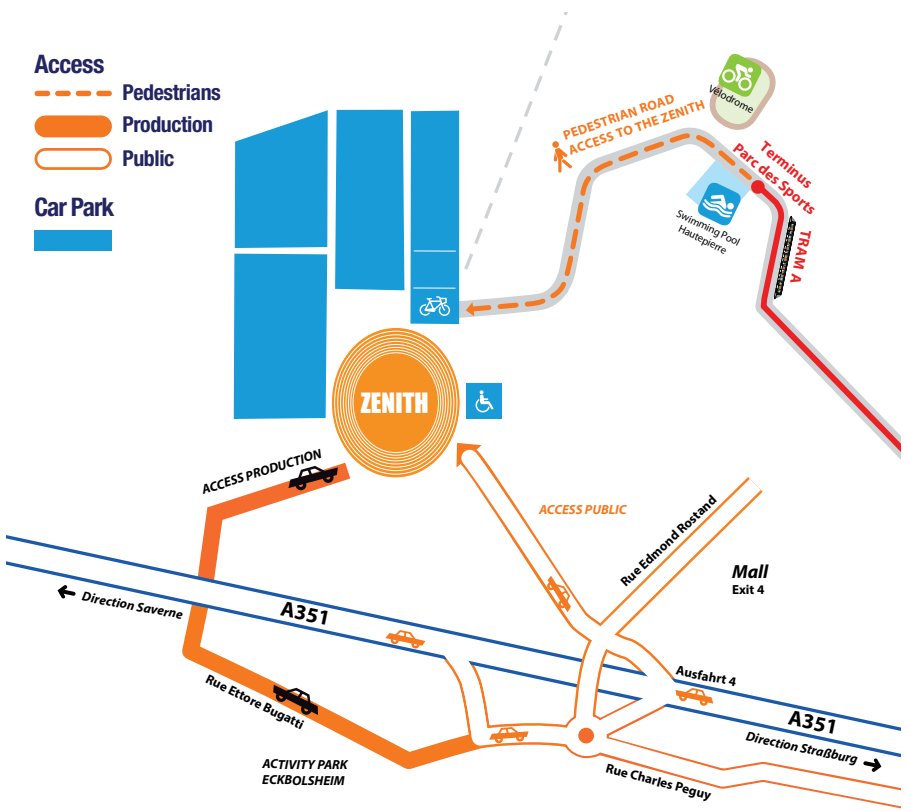 Access
Pedestrians
Production
Public
Car Park
PEDESTRIAN ROAD
ACCESS TO THE ZENITH
Vélodrome
Terminus
Parc des Sports
Swimming Pool
Hautepierre
TRAM A
ZENITH
ACCESS PRODUCTION
ACCESS PUBLIC
Rue Edmond Rostand
Mall
Exit 4
Direction Saverne
A351
Rue Ettore Bugatti
Ausfahrt 4
A351
Direction Straßburg
ACTIVITY PARK
ECKBOLSHEIM
Rue Charles Peguy